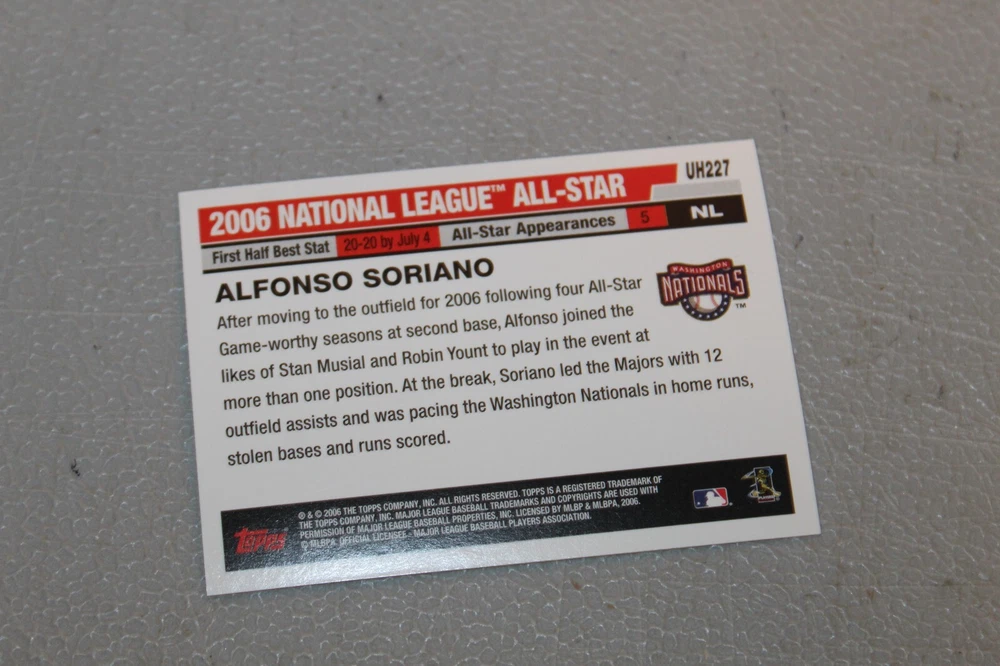 UH227
2006 NATIONAL LEAGUE™ ALL-STAR
First Half Best Stat 20-20 by July 4 All-Star Appearances 5 NL
ALFONSO SORIANO
WASHINGTON
NATIONALS
™
After moving to the outfield for 2006 following four All-Star
Game-worthy seasons at second base, Alfonso joined the
likes of Stan Musial and Robin Yount to play in the event at
more than one position. At the break, Soriano led the Majors with 12
outfield assists and was pacing the Washington Nationals in home runs,
stolen bases and runs scored.
Topps
® & © 2006 THE TOPPS COMPANY, INC. ALL RIGHTS RESERVED. TOPPS IS A REGISTERED TRADEMARK OF
THE TOPPS COMPANY, INC. MAJOR LEAGUE BASEBALL TRADEMARKS AND COPYRIGHTS ARE USED WITH
PERMISSION OF MAJOR LEAGUE BASEBALL PROPERTIES, INC. LICENSED BY MLBP & MLBPA, 2006.
© MLBPA. OFFICIAL LICENSEE - MAJOR LEAGUE BASEBALL PLAYERS ASSOCIATION.